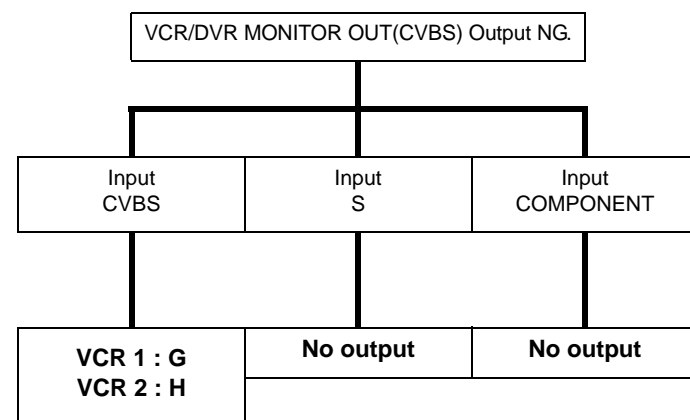 VCR/DVR MONITOR OUT(CVBS) Output NG.
Input
CVBS
Input
S
Input
COMPONENT
VCR 1 : G
VCR 2 : H
No output
No output